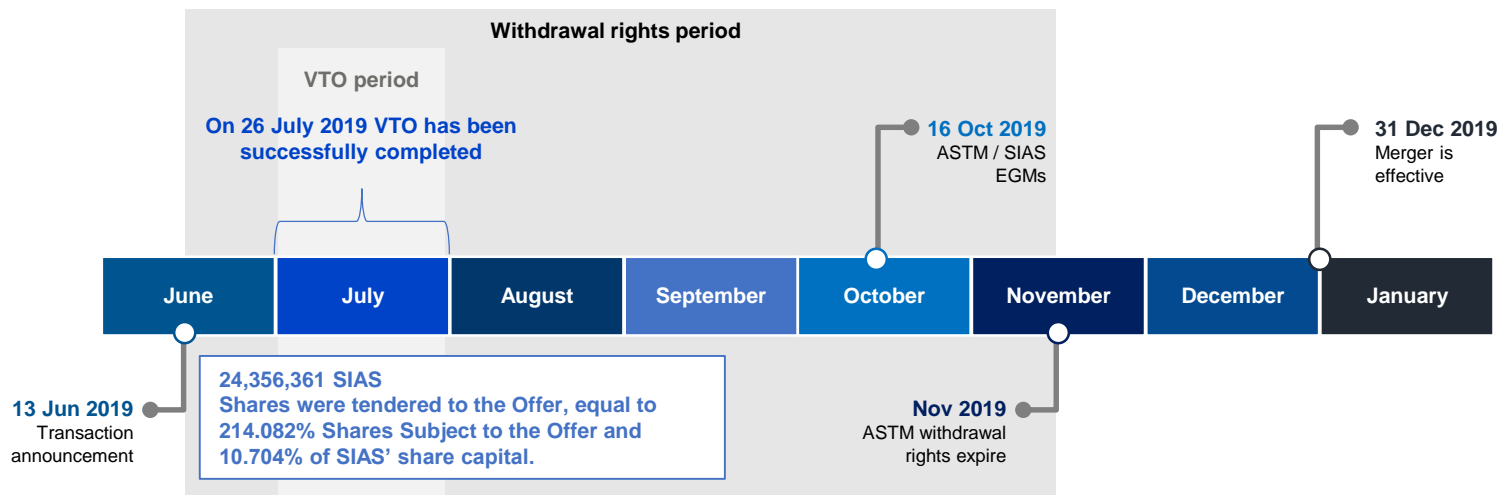 Withdrawal rights period
VTO period
On 26 July 2019 VTO has been
successfully completed
16 Oct 2019
ASTM / SIAS
EGMs
31 Dec 2019
Merger is
effective
June
July
August
September
October
November
December
January
13 Jun 2019
Transaction
announcement
24,356,361 SIAS
Shares were tendered to the Offer, equal to
214.082% Shares Subject to the Offer and
10.704% of SIAS’ share capital.
Nov 2019
ASTM withdrawal
rights expire